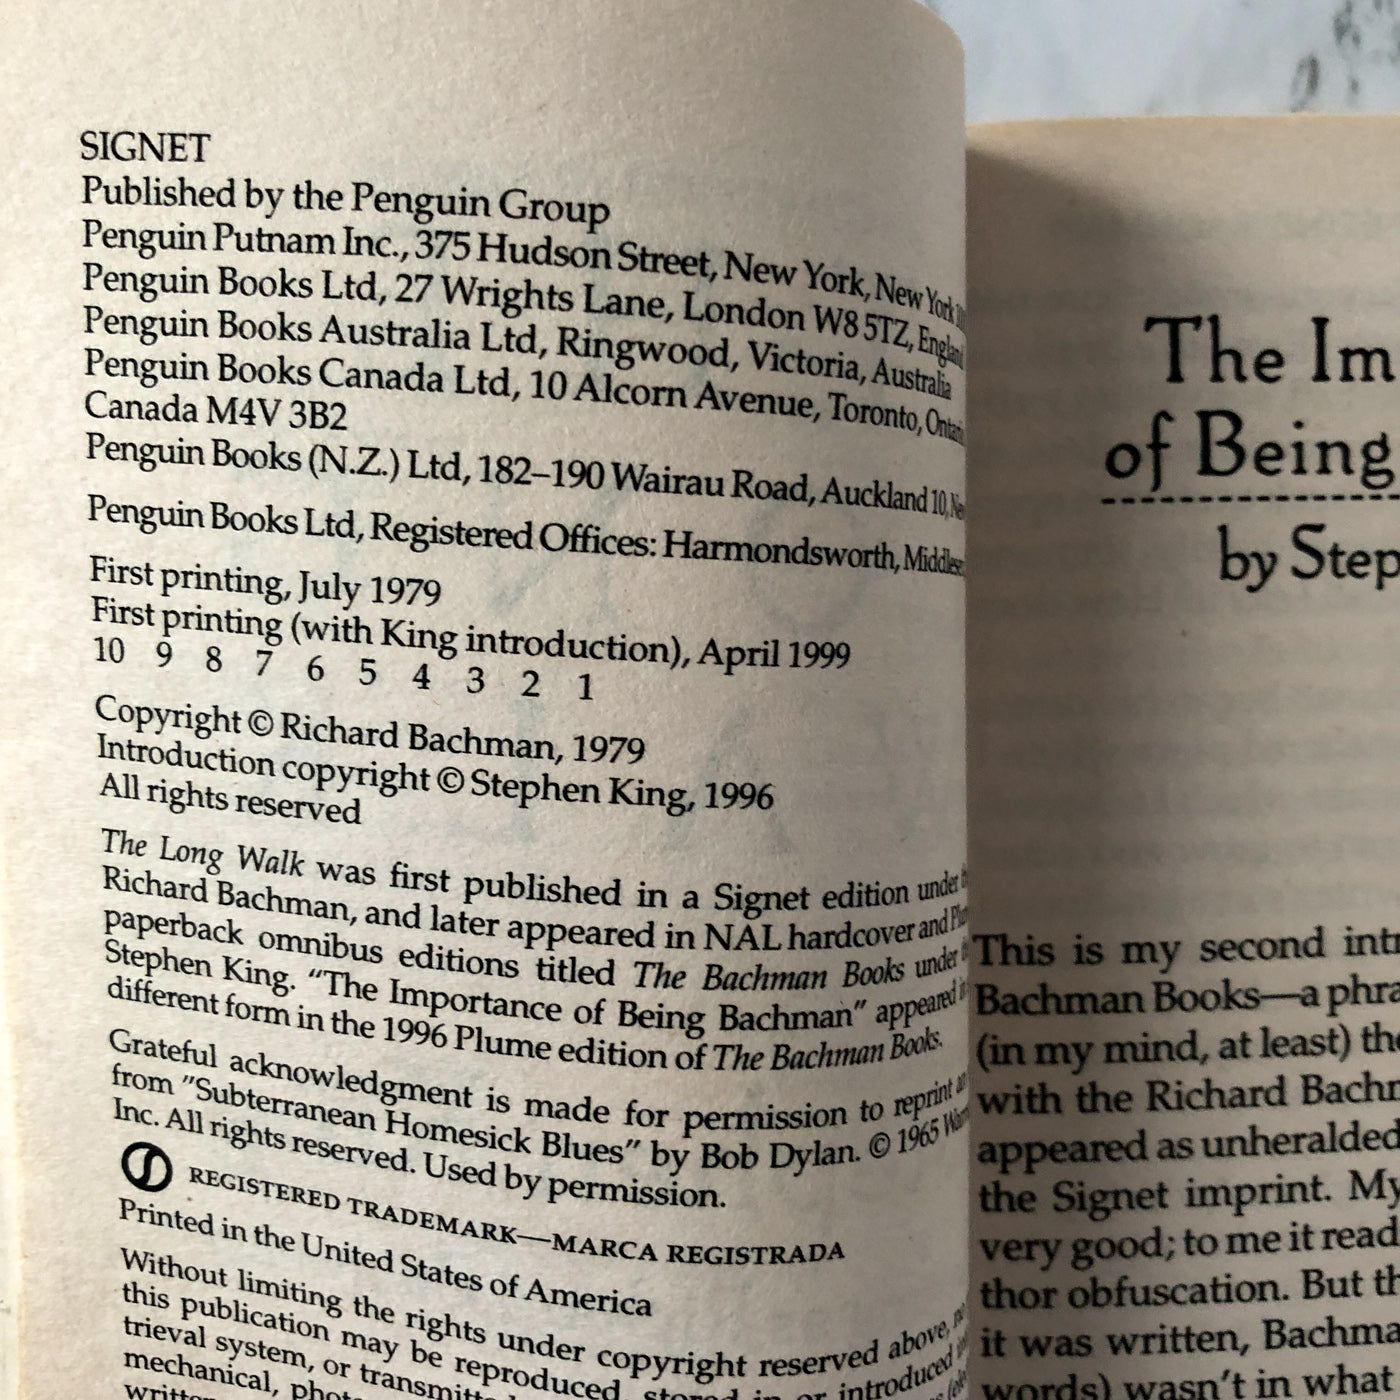 SIGNET
Published by the Penguin Group
Penguin Putnam Inc., 375 Hudson Street, New York, New York
Penguin Books Ltd, 27 Wrights Lane, London W8 5TZ, England
Penguin Books Australia Ltd, Ringwood, Victoria, Australia
Penguin Books Canada Ltd, 10 Alcorn Avenue, Toronto,
Canada M4V 3B2
Penguin Books (N.Z.) Ltd, 182–190 Wairau Road, Auckland 10,
Penguin Books Ltd, Registered Offices: Harmondsworth,
First printing, July 1979
First printing (with King introduction), April 1999
10 9 8 7 6 5 4 3 2 1
Copyright © Richard Bachman, 1979
Introduction copyright © Stephen King, 1996
All rights reserved
The Long Walk was first published in a Signet edition under
Richard Bachman, and later appeared in NAL hardcover and
paperback omnibus editions titled The Bachman Books under
Stephen King. "The Importance of Being Bachman" appeared
different form in the 1996 Plume edition of The Bachman Books.
Grateful acknowledgment is made for permission to reprint
from "Subterranean Homesick Blues" by Bob Dylan. © 1965
Inc. All rights reserved. Used by permission.
REGISTERED TRADEMARK—MARCA REGISTRADA
Printed in the United States of America
Without limiting the rights under copyright reserved above,
this publication may be reproduced, stored in or introduced
trieval system, or
mechanical,
The Im
of Being
by Step
This is my second intr
Bachman Books—a phra
(in my mind, at least) the
with the Richard Bachm
appeared as unheralded
the Signet imprint. My
very good; to me it read
thor obfuscation. But th
it was written, Bachma
words) wasn't in what